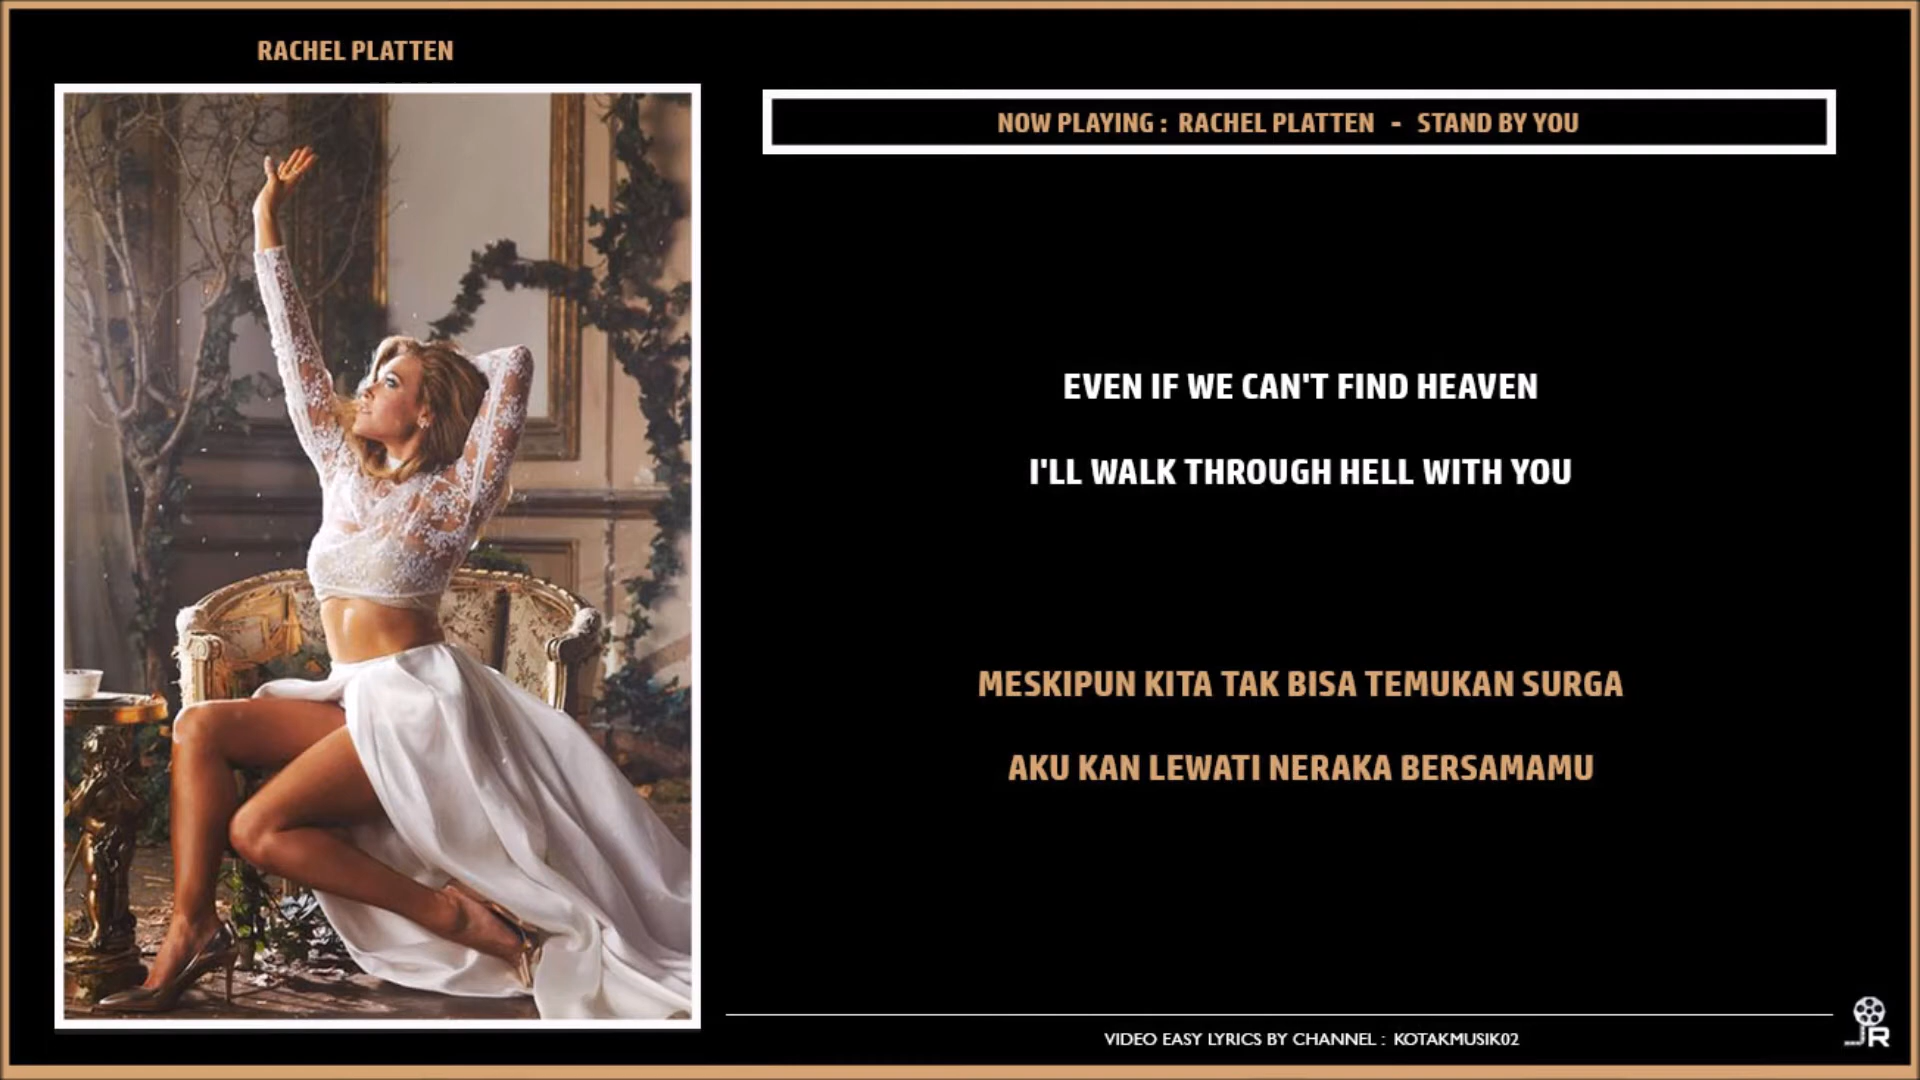 RACHEL PLATTEN
NOW PLAYING : RACHEL PLATTEN - STAND BY YOU
EVEN IF WE CAN'T FIND HEAVEN
I'LL WALK THROUGH HELL WITH YOU
MESKIPUN KITA TAK BISA TEMUKAN SURGA
AKU KAN LEWATI NERAKA BERSAMAMU
VIDEO EASY LYRICS BY CHANNEL : KOTAKMUSIK02
JR